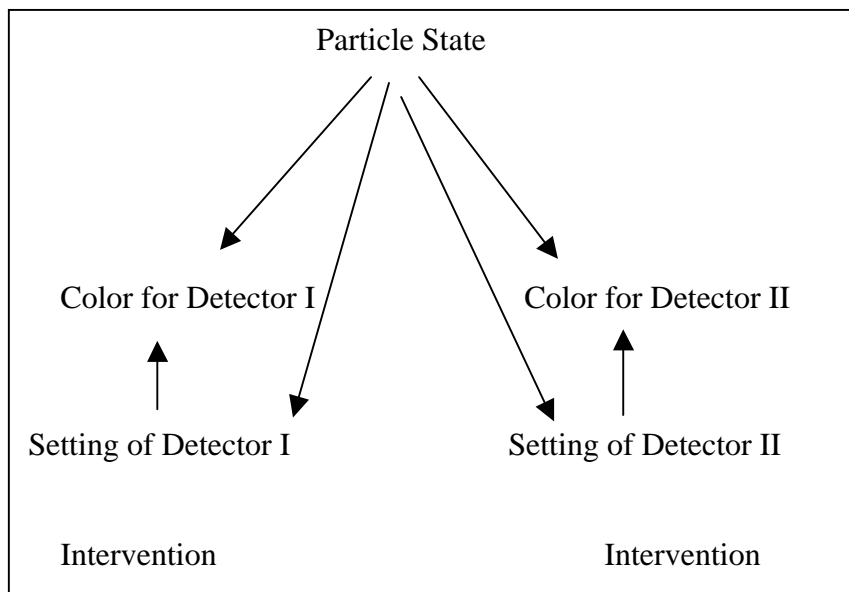 Particle State
Color for Detector I
Color for Detector II
Setting of Detector I
Setting of Detector II
Intervention
Intervention